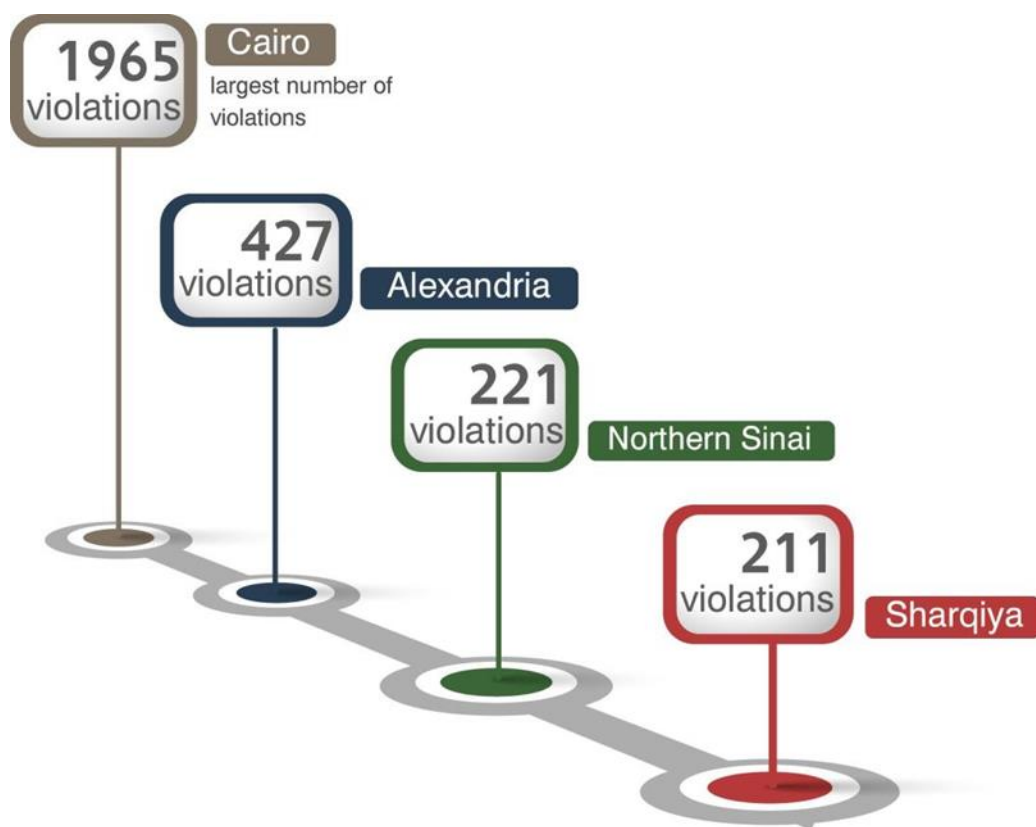 1965
violations
Cairo
largest number of
violations
427
violations
Alexandria
221
violations
Northern Sinai
211
violations
Sharqiya